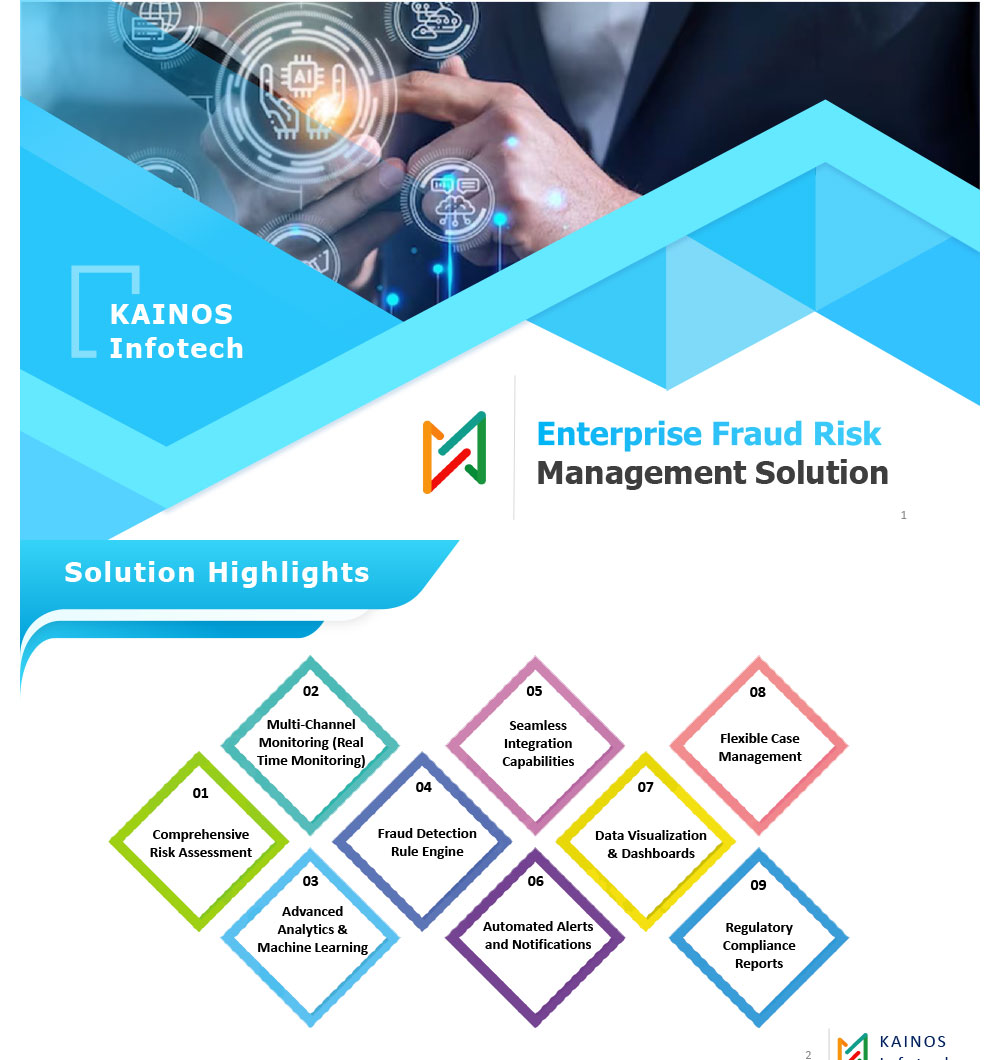 AI
KAINOS
Infotech
Enterprise Fraud Risk
Management Solution
1
Solution Highlights
01
Comprehensive
Risk Assessment
02
Multi-Channel
Monitoring (Real
Time Monitoring)
03
Advanced
Analytics &
Machine Learning
04
Fraud Detection
Rule Engine
05
Seamless
Integration
Capabilities
06
Automated Alerts
and Notifications
07
Data Visualization
& Dashboards
08
Flexible Case
Management
09
Regulatory
Compliance
Reports
2
KAINOS